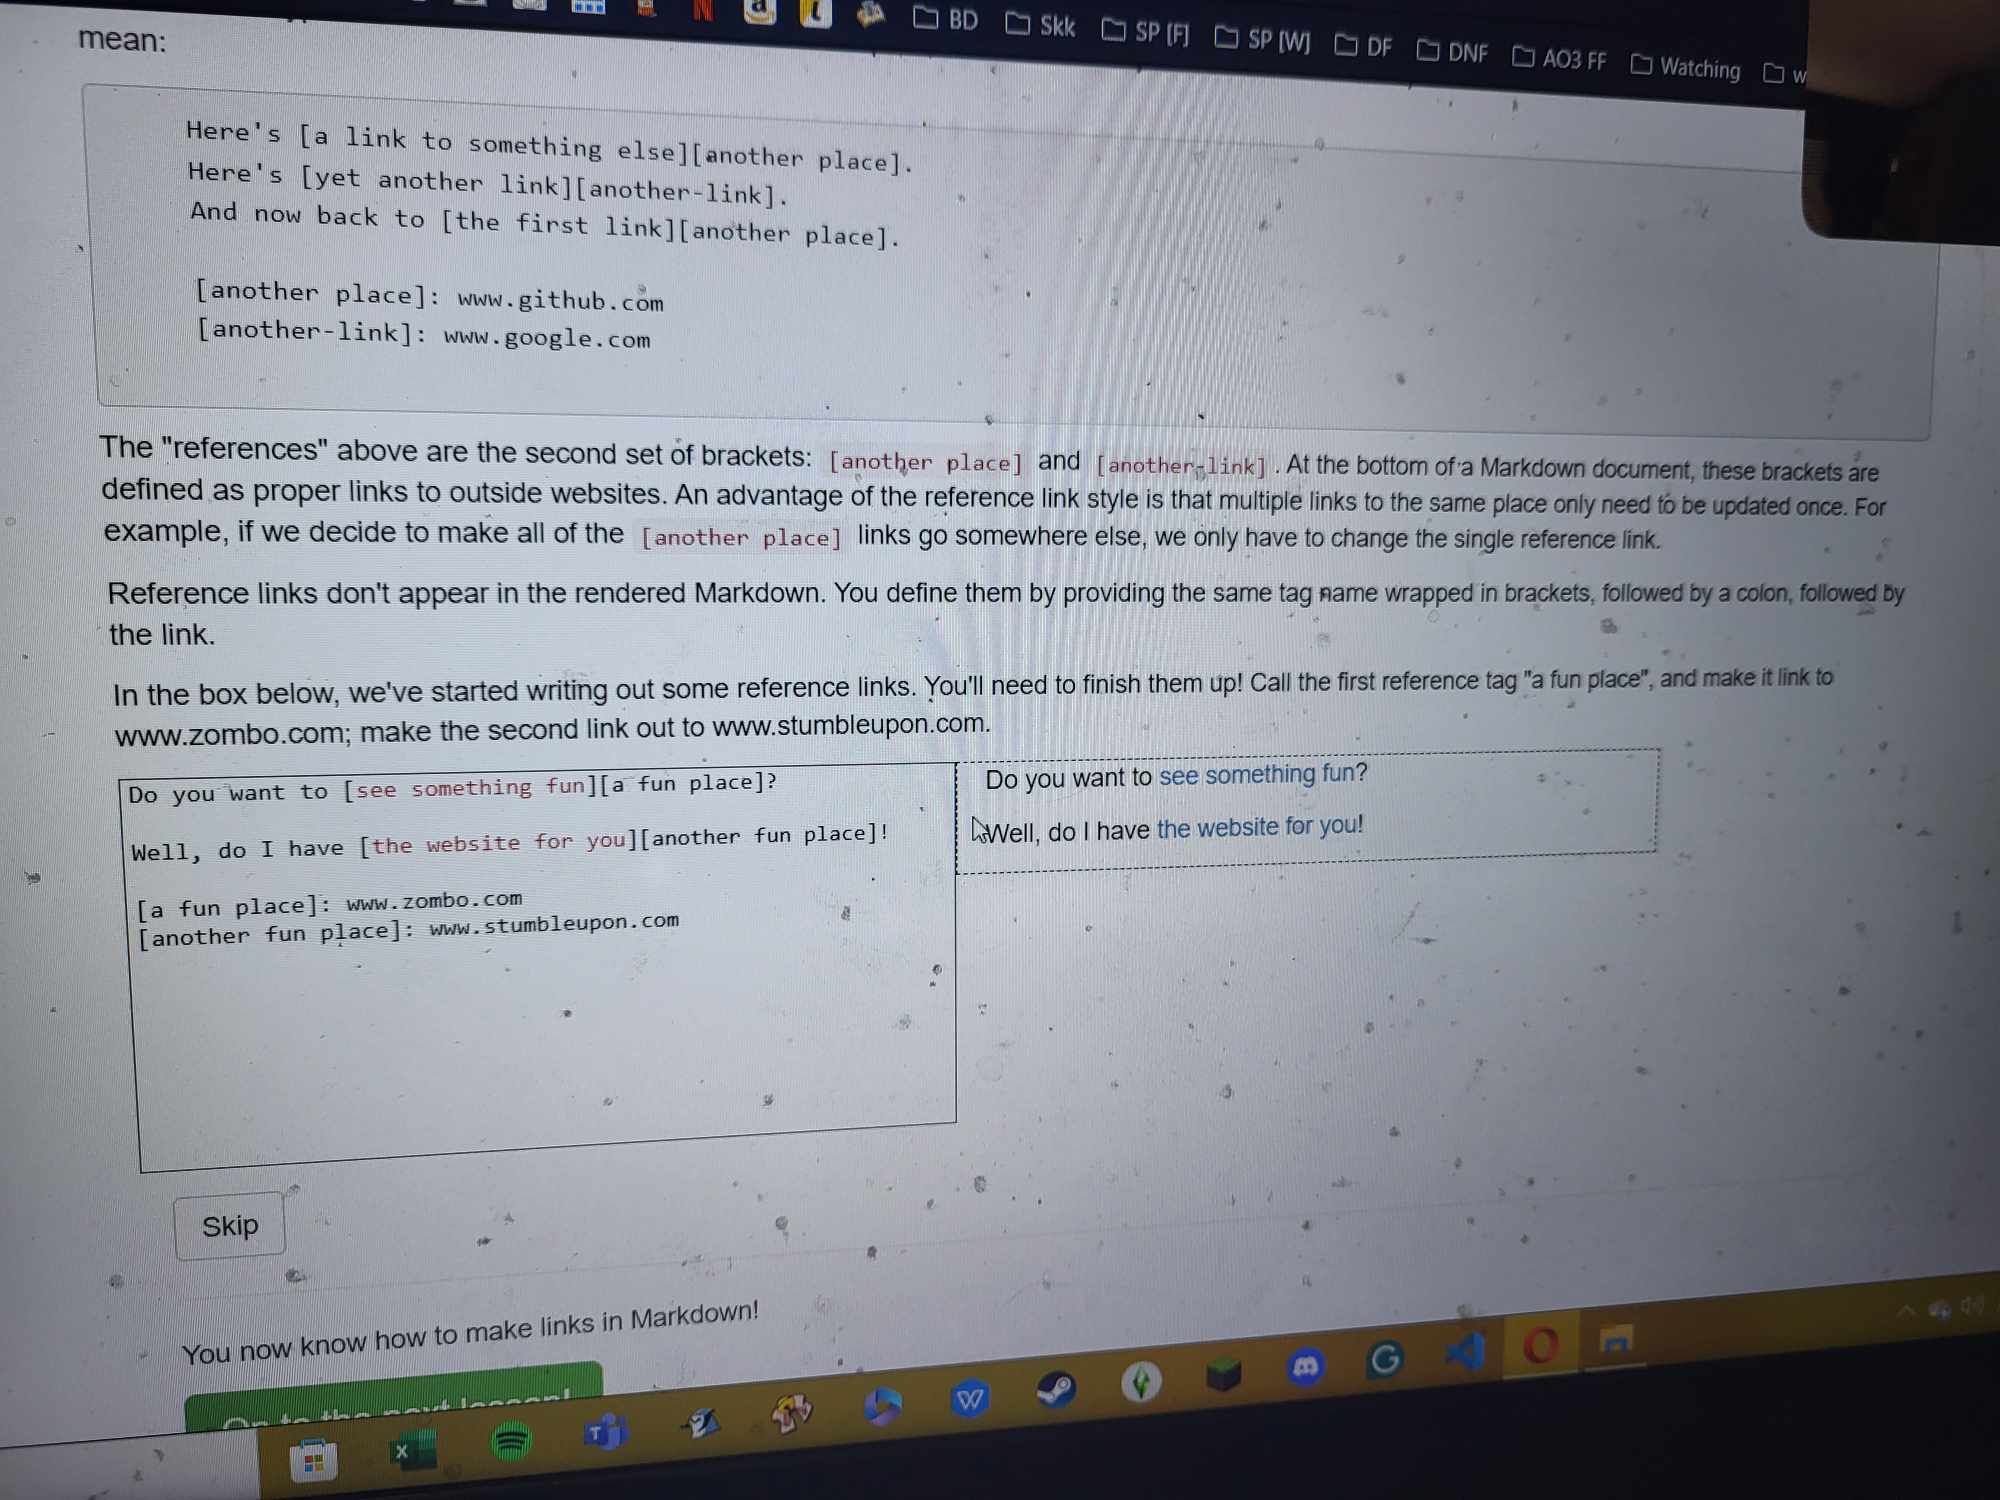 BD Skk SP [F] SP [W] DF DNF AO3 FF Watching w
mean:
Here's [a link to something else][another place].
Here's [yet another link][another-link].
And now back to [the first link][another place].
[another place]: www.github.com
[another-link]: www.google.com
The "references" above are the second set of brackets: [another place] and [another-link] . At the bottom of a Markdown document, these brackets are
defined as proper links to outside websites. An advantage of the reference link style is that multiple links to the same place only need to be updated once. For
example, if we decide to make all of the [another place] links go somewhere else, we only have to change the single reference link.
Reference links don't appear in the rendered Markdown. You define them by providing the same tag name wrapped in brackets, followed by a colon, followed by
the link.
In the box below, we've started writing out some reference links. You'll need to finish them up! Call the first reference tag "a fun place", and make it link to
www.zombo.com; make the second link out to www.stumbleupon.com.
Do you want to [see something fun][a fun place]?
Well, do I have [the website for you][another fun place]!
[a fun place]: www.zombo.com
[another fun place]: www.stumbleupon.com
Do you want to see something fun?
Well, do I have the website for you!
Skip
You now know how to make links in Markdown!
On to the next lesson!